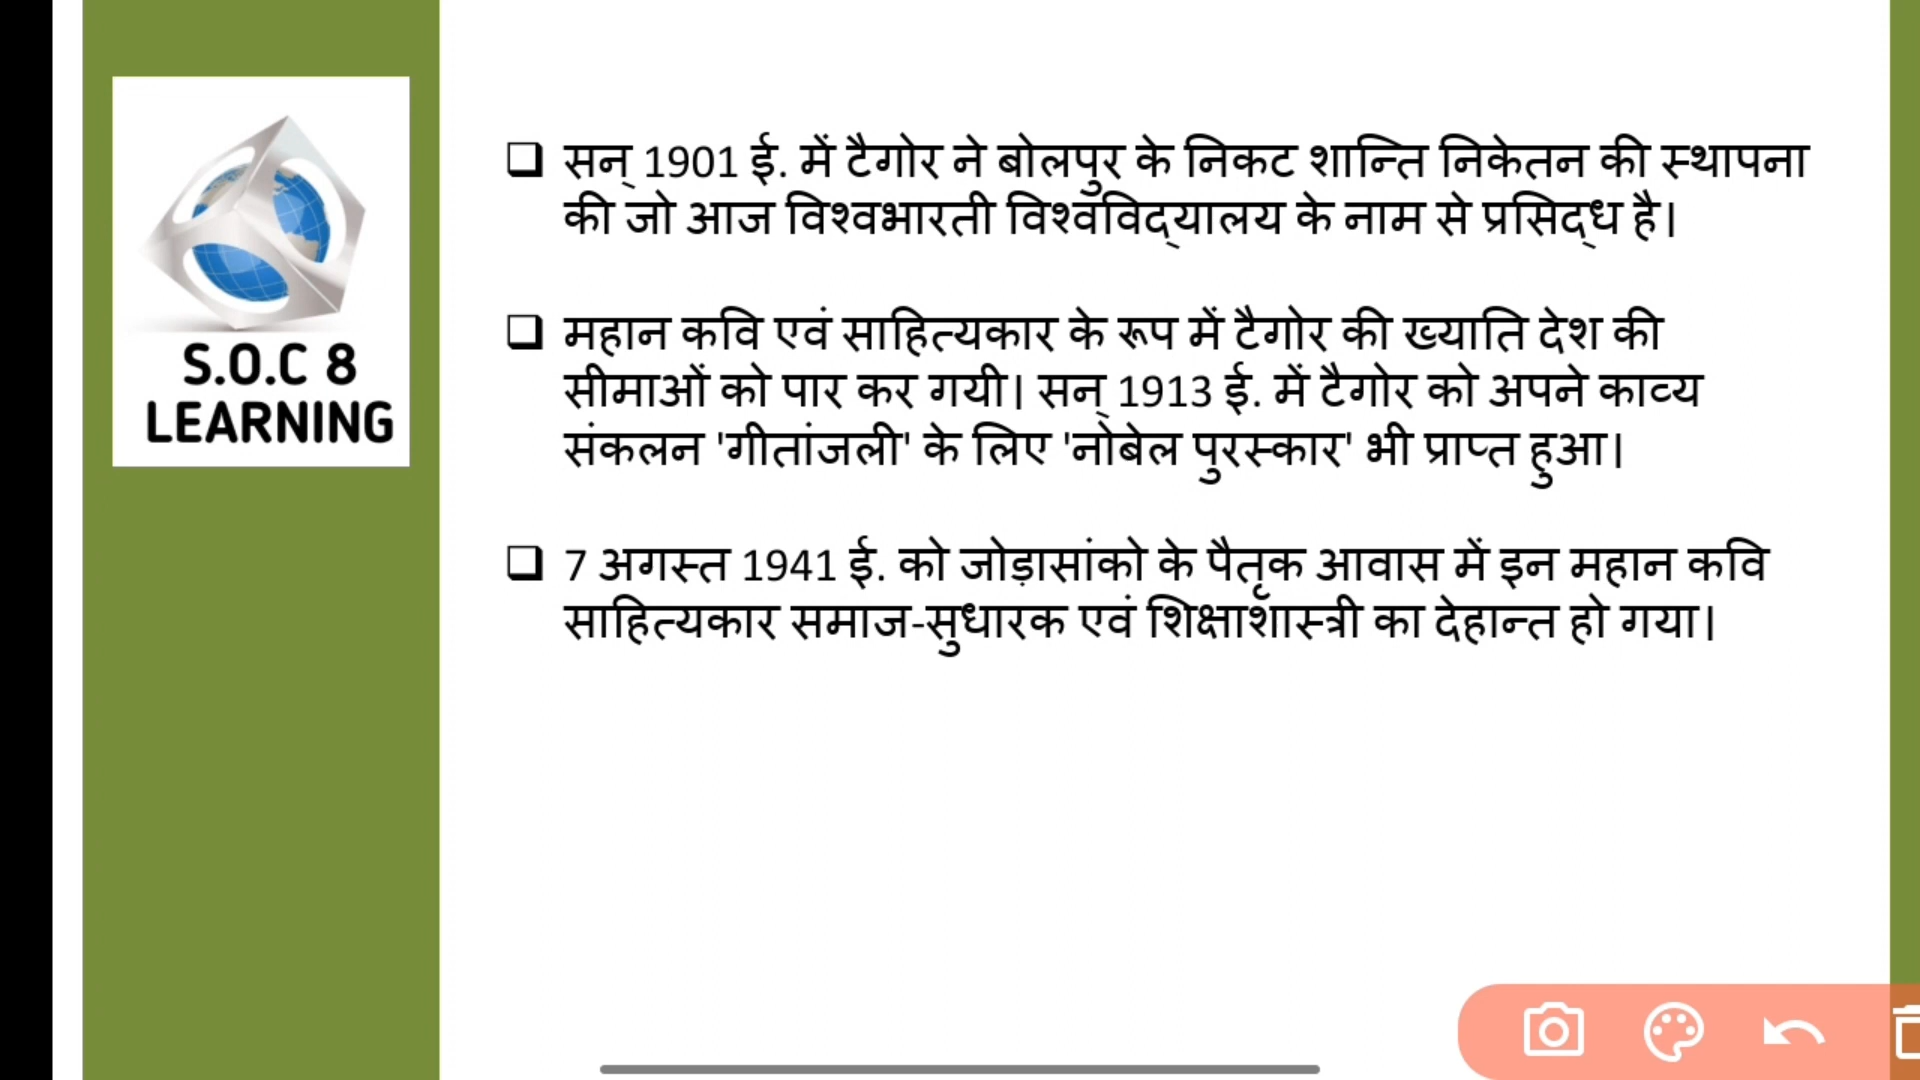 S.O.C 8
LEARNING
❑ सन् 1901 ई. में टैगोर ने बोलपुर के निकट शान्ति निकेतन की स्थापना
की जो आज विश्वभारती विश्वविद्यालय के नाम से प्रसिद्ध है।
❑ महान कवि एवं साहित्यकार के रूप में टैगोर की ख्याति देश की
सीमाओं को पार कर गयी। सन् 1913 ई. में टैगोर को अपने काव्य
संकलन 'गीतांजली' के लिए 'नोबेल पुरस्कार' भी प्राप्त हुआ।
❑ 7 अगस्त 1941 ई. को जोड़ासांको के पैतृक आवास में इन महान कवि
साहित्यकार समाज-सुधारक एवं शिक्षाशास्त्री का देहान्त हो गया।